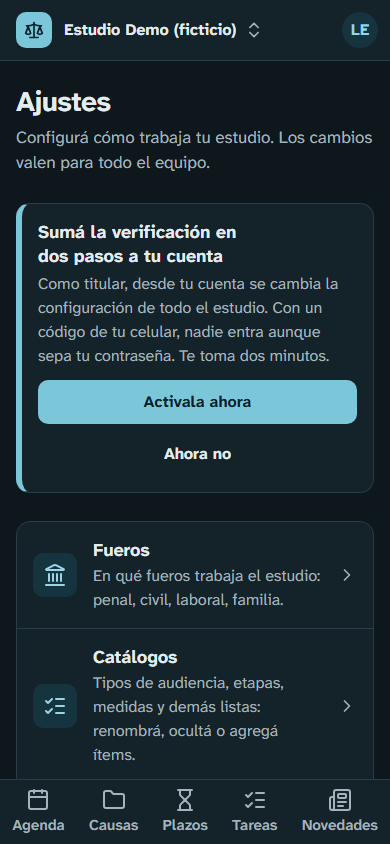 Estudio Demo (ficticio)
LE
Ajustes
Configurá cómo trabaja tu estudio. Los cambios
valen para todo el equipo.
Sumá la verificación en
dos pasos a tu cuenta
Como titular, desde tu cuenta se cambia la
configuración de todo el estudio. Con un
código de tu celular, nadie entra aunque
sepa tu contraseña. Te toma dos minutos.
Activala ahora
Ahora no
Fueros
En qué fueros trabaja el estudio:
penal, civil, laboral, familia.
Catálogos
Tipos de audiencia, etapas,
medidas y demás listas:
renombrá, ocultá o agregá
ítems.
Agenda
Causas
Plazos
Tareas
Novedades